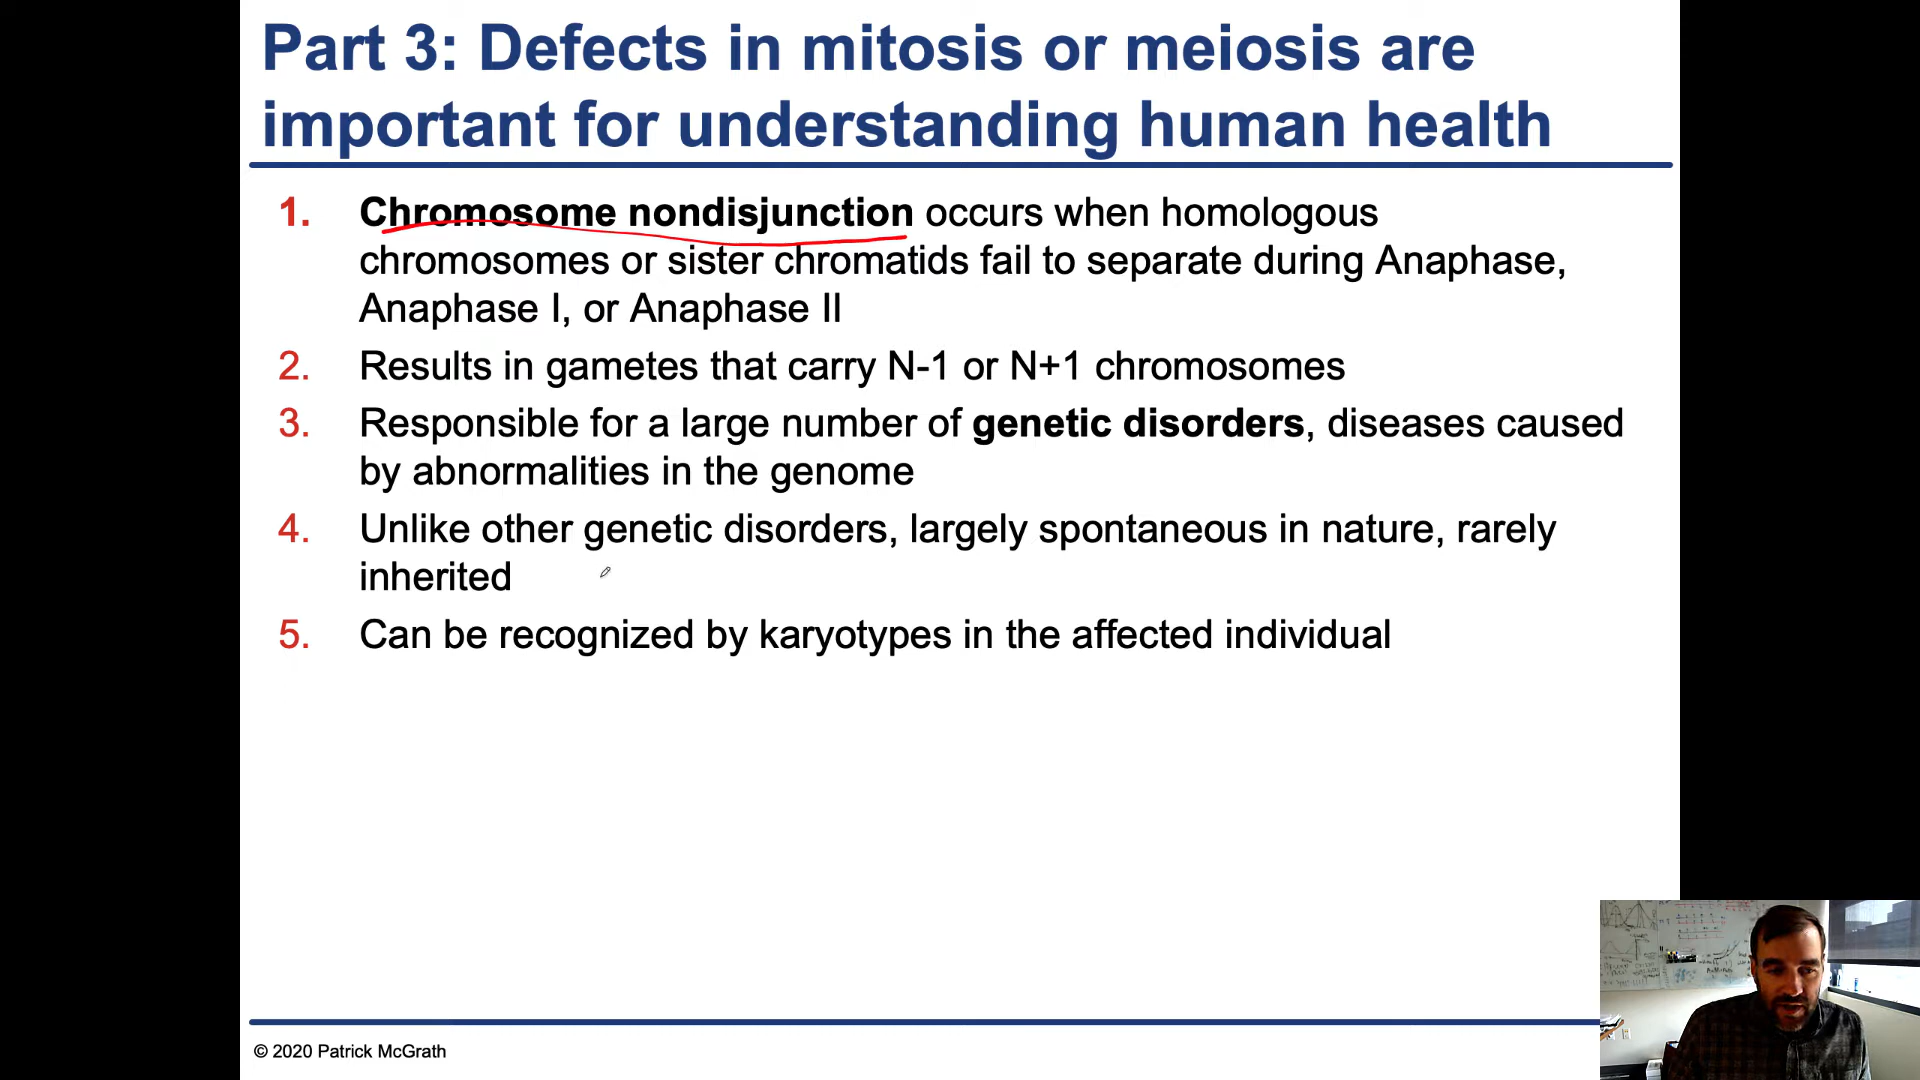 Part 3: Defects in mitosis or meiosis are
important for understanding human health
1. Chromosome nondisjunction occurs when homologous
chromosomes or sister chromatids fail to separate during Anaphase,
Anaphase I, or Anaphase II
2. Results in gametes that carry N-1 or N+1 chromosomes
3. Responsible for a large number of genetic disorders, diseases caused
by abnormalities in the genome
4. Unlike other genetic disorders, largely spontaneous in nature, rarely
inherited
5. Can be recognized by karyotypes in the affected individual
© 2020 Patrick McGrath